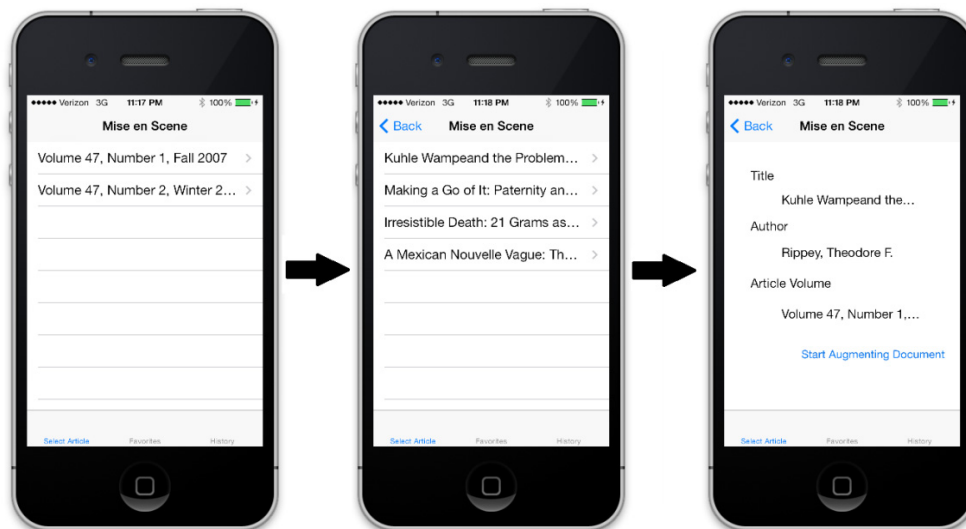 ●●●●● Verizon 3G 11:17 PM 100%
Mise en Scene
Volume 47, Number 1, Fall 2007
Volume 47, Number 2, Winter 2...
Select Article Favorites History
●●●●● Verizon 3G 11:18 PM 100%
Back Mise en Scene
Kuhle Wampeand the Problem...
Making a Go of It: Paternity an...
Irresistible Death: 21 Grams as...
A Mexican Nouvelle Vague: Th...
Select Article Favorites History
●●●●● Verizon 3G 11:18 PM 100%
Back Mise en Scene
Title
Kuhle Wampeand the...
Author
Rippey, Theodore F.
Article Volume
Volume 47, Number 1,...
Start Augmenting Document
Select Article Favorites History